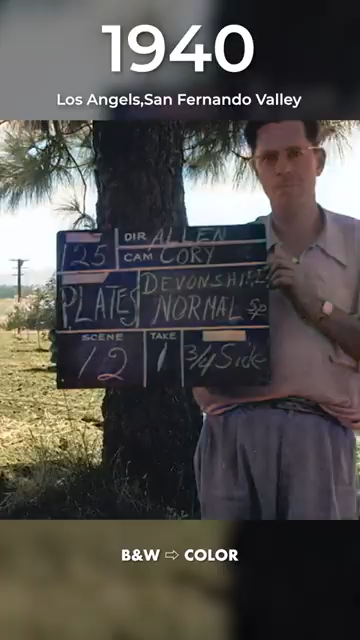 1940
Los Angels,San Fernando Valley
125
DIR ALLEN
CAM CORY
PLATES
DEVONSHIRE
NORMAL Sp
SCENE
12
TAKE
1
3/4 Side
B&W ⇨ COLOR